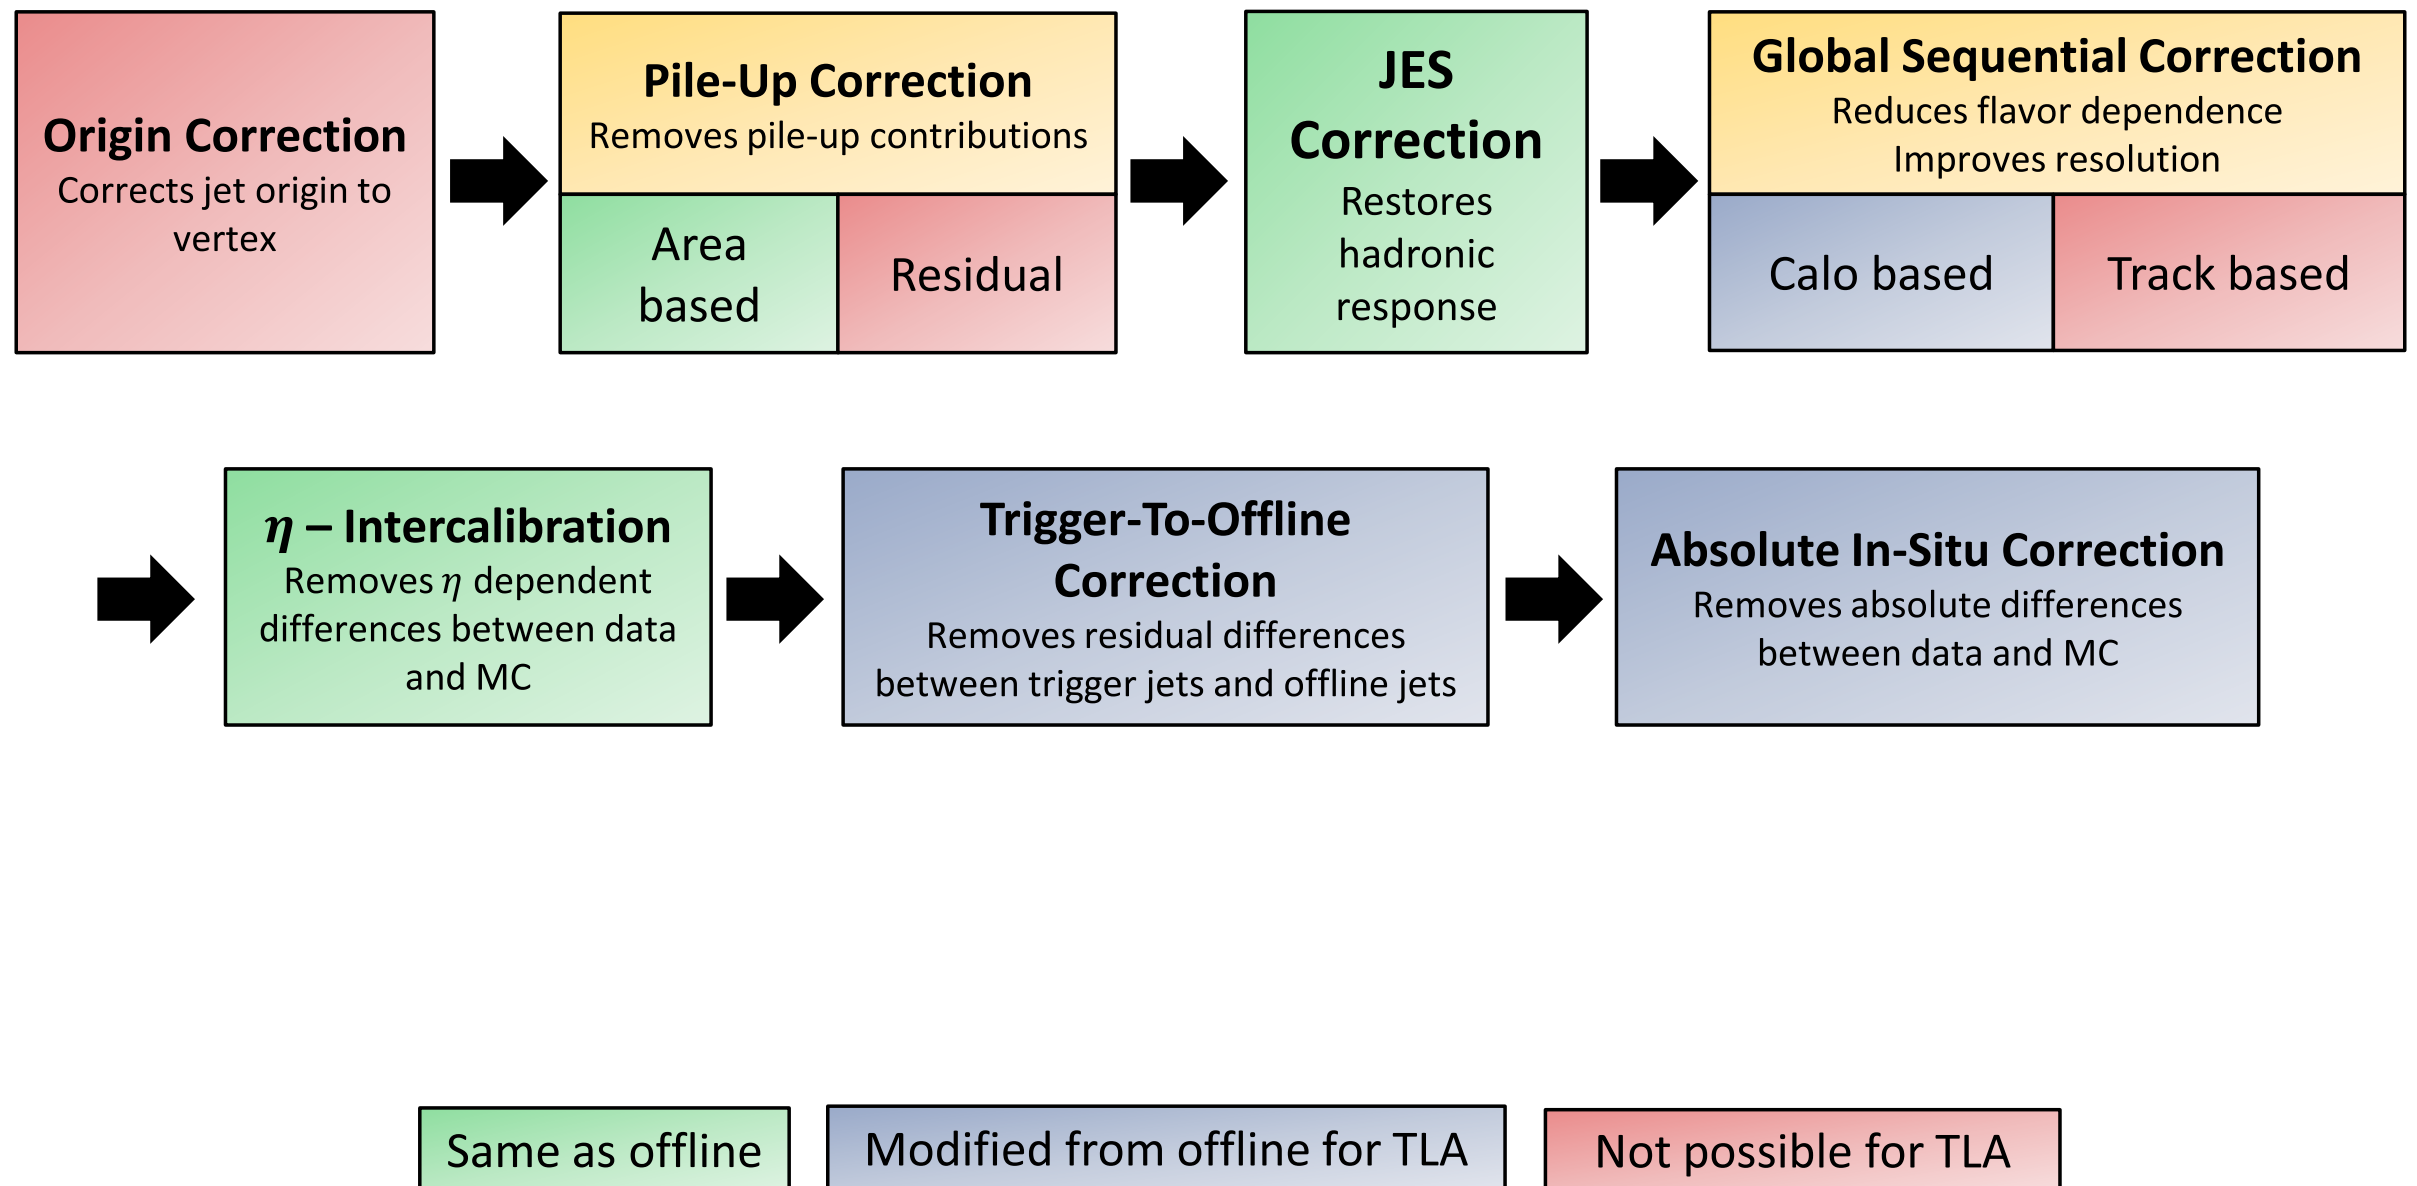 Origin Correction
Corrects jet origin to
vertex
Pile-Up Correction
Removes pile-up contributions
Area
based
Residual
JES
Correction
Restores
hadronic
response
Global Sequential Correction
Reduces flavor dependence
Improves resolution
Calo based
Track based
η – Intercalibration
Removes η dependent
differences between data
and MC
Trigger-To-Offline
Correction
Removes residual differences
between trigger jets and offline jets
Absolute In-Situ Correction
Removes absolute differences
between data and MC
Same as offline
Modified from offline for TLA
Not possible for TLA